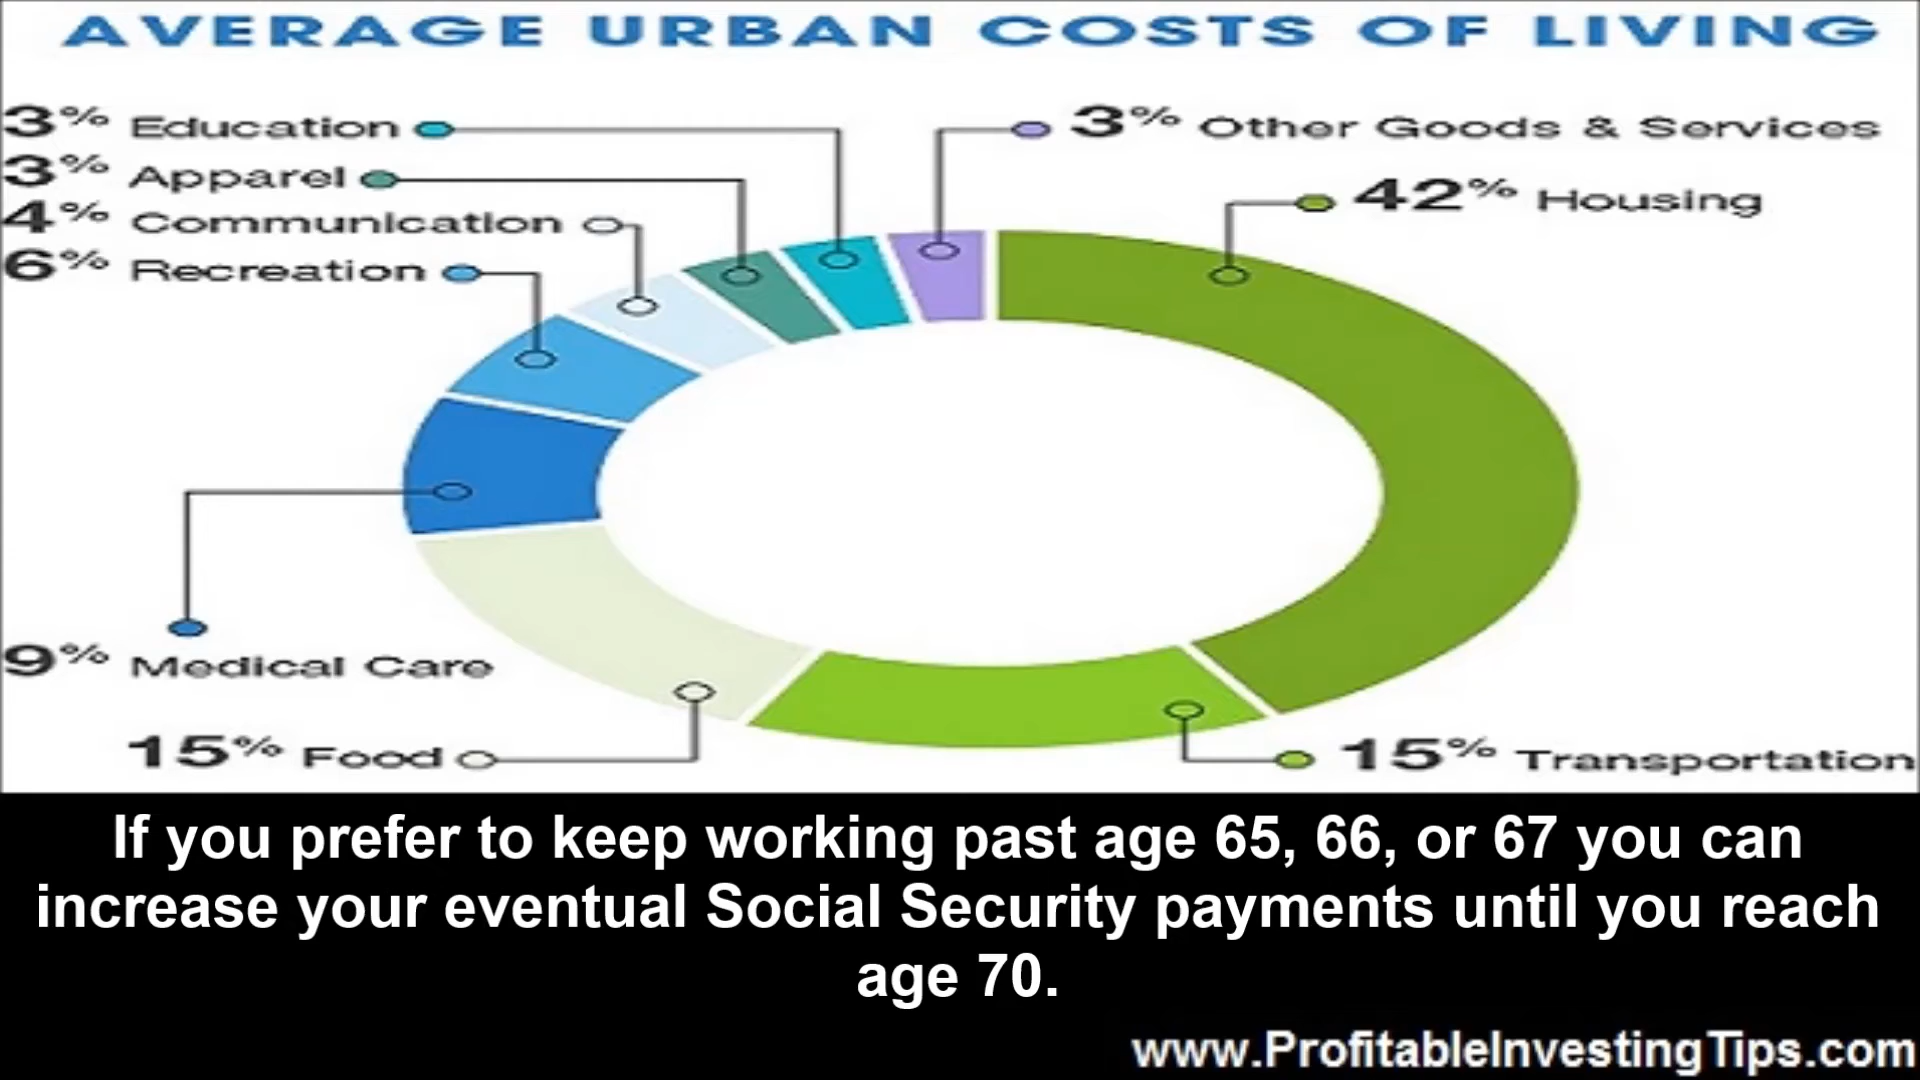 AVERAGE URBAN COSTS OF LIVING
3% Education
3% Other Goods & Services
3% Apparel
42% Housing
4% Communication
6% Recreation
9% Medical Care
15% Food
15% Transportation
If you prefer to keep working past age 65, 66, or 67 you can
increase your eventual Social Security payments until you reach
age 70.
www.ProfitableInvestingTips.com